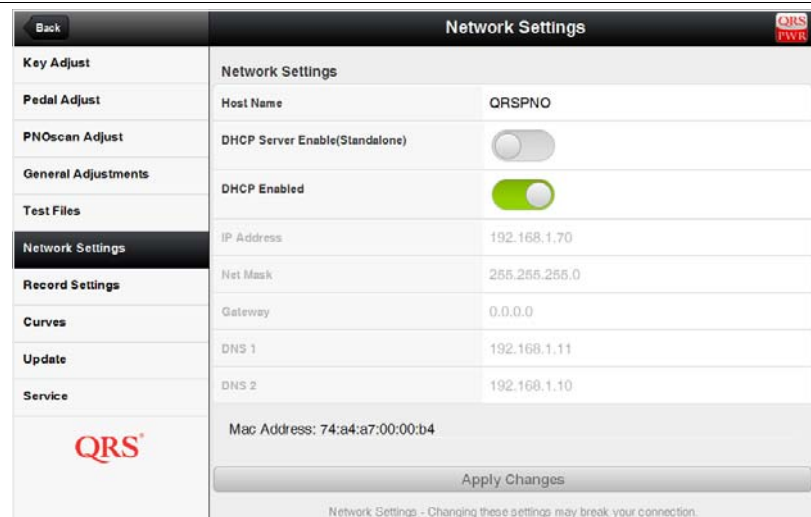 Back
Network Settings
QRS
PWR
Key Adjust
Pedal Adjust
PNOscan Adjust
General Adjustments
Test Files
Network Settings
Record Settings
Curves
Update
Service
QRS®
Network Settings
Host Name QRSPNO
DHCP Server Enable(Standalone)
DHCP Enabled
IP Address 192.168.1.70
Net Mask 255.255.255.0
Gateway 0.0.0.0
DNS 1 192.168.1.11
DNS 2 192.168.1.10
Mac Address: 74:a4:a7:00:00:b4
Apply Changes
Network Settings - Changing these settings may break your connection.